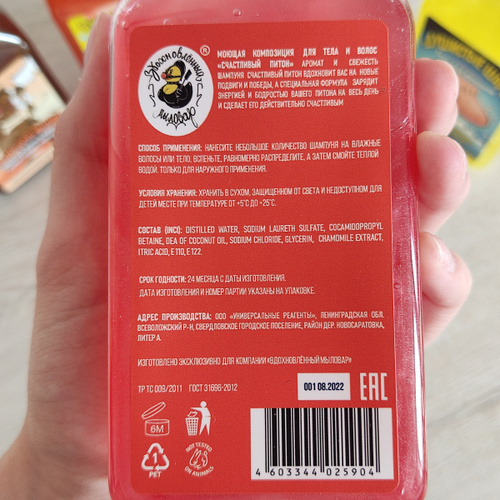 Вдохновлённый
мыловар
®
МОЮЩАЯ КОМПОЗИЦИЯ ДЛЯ ТЕЛА И ВОЛОС
«СЧАСТЛИВЫЙ ПИТОН» АРОМАТ И СВЕЖЕСТЬ
ШАМПУНЯ СЧАСТЛИВЫЙ ПИТОН ВДОХНОВИТ ВАС НА НОВЫЕ
ПОДВИГИ И ПОБЕДЫ, А СПЕЦИАЛЬНАЯ ФОРМУЛА ЗАРЯДИТ
ЭНЕРГИЕЙ И БОДРОСТЬЮ ВАШЕГО ПИТОНА НА ВЕСЬ ДЕНЬ
И СДЕЛАЕТ ЕГО ДЕЙСТВИТЕЛЬНО СЧАСТЛИВЫМ
СПОСОБ ПРИМЕНЕНИЯ: НАНЕСИТЕ НЕБОЛЬШОЕ КОЛИЧЕСТВО ШАМПУНЯ НА ВЛАЖНЫЕ
ВОЛОСЫ ИЛИ ТЕЛО, ВСПЕНЬТЕ, РАВНОМЕРНО РАСПРЕДЕЛИТЕ, А ЗАТЕМ СМОЙТЕ ТЕПЛОЙ
ВОДОЙ. ТОЛЬКО ДЛЯ НАРУЖНОГО ПРИМЕНЕНИЯ.
УСЛОВИЯ ХРАНЕНИЯ: ХРАНИТЬ В СУХОМ, ЗАЩИЩЕННОМ ОТ СВЕТА И НЕДОСТУПНОМ ДЛЯ
ДЕТЕЙ МЕСТЕ ПРИ ТЕМПЕРАТУРЕ ОТ +5°С ДО +25°С.
СОСТАВ (INCI): DISTILLED WATER, SODIUM LAURETH SULFATE, COCAMIDOPROPYL
BETAINE, DEA OF COCONUT OIL, SODIUM CHLORIDE, GLYCERIN, CHAMOMILE EXTRACT,
ITRIC ACID, E 110, E 122.
СРОК ГОДНОСТИ: 24 МЕСЯЦА С ДАТЫ ИЗГОТОВЛЕНИЯ.
ДАТА ИЗГОТОВЛЕНИЯ И НОМЕР ПАРТИИ УКАЗАНЫ НА УПАКОВКЕ.
АДРЕС ПРОИЗВОДСТВА: ООО «УНИВЕРСАЛЬНЫЕ РЕАГЕНТЫ», ЛЕНИНГРАДСКАЯ ОБЛ.
ВСЕВОЛОЖСКИЙ Р-Н, СВЕРДЛОВСКОЕ ГОРОДСКОЕ ПОСЕЛЕНИЕ, РАЙОН ДЕР. НОВОСАРАТОВКА,
ЛИТЕР А.
ИЗГОТОВЛЕНО ЭКСКЛЮЗИВНО ДЛЯ КОМПАНИИ «ВДОХНОВЛЁННЫЙ МЫЛОВАР»
ТР ТС 009/2011 ГОСТ 31696-2012
001 08.2022
EAC
6M
NOT TESTED
ON ANIMALS
1
PET
4 603344 025904